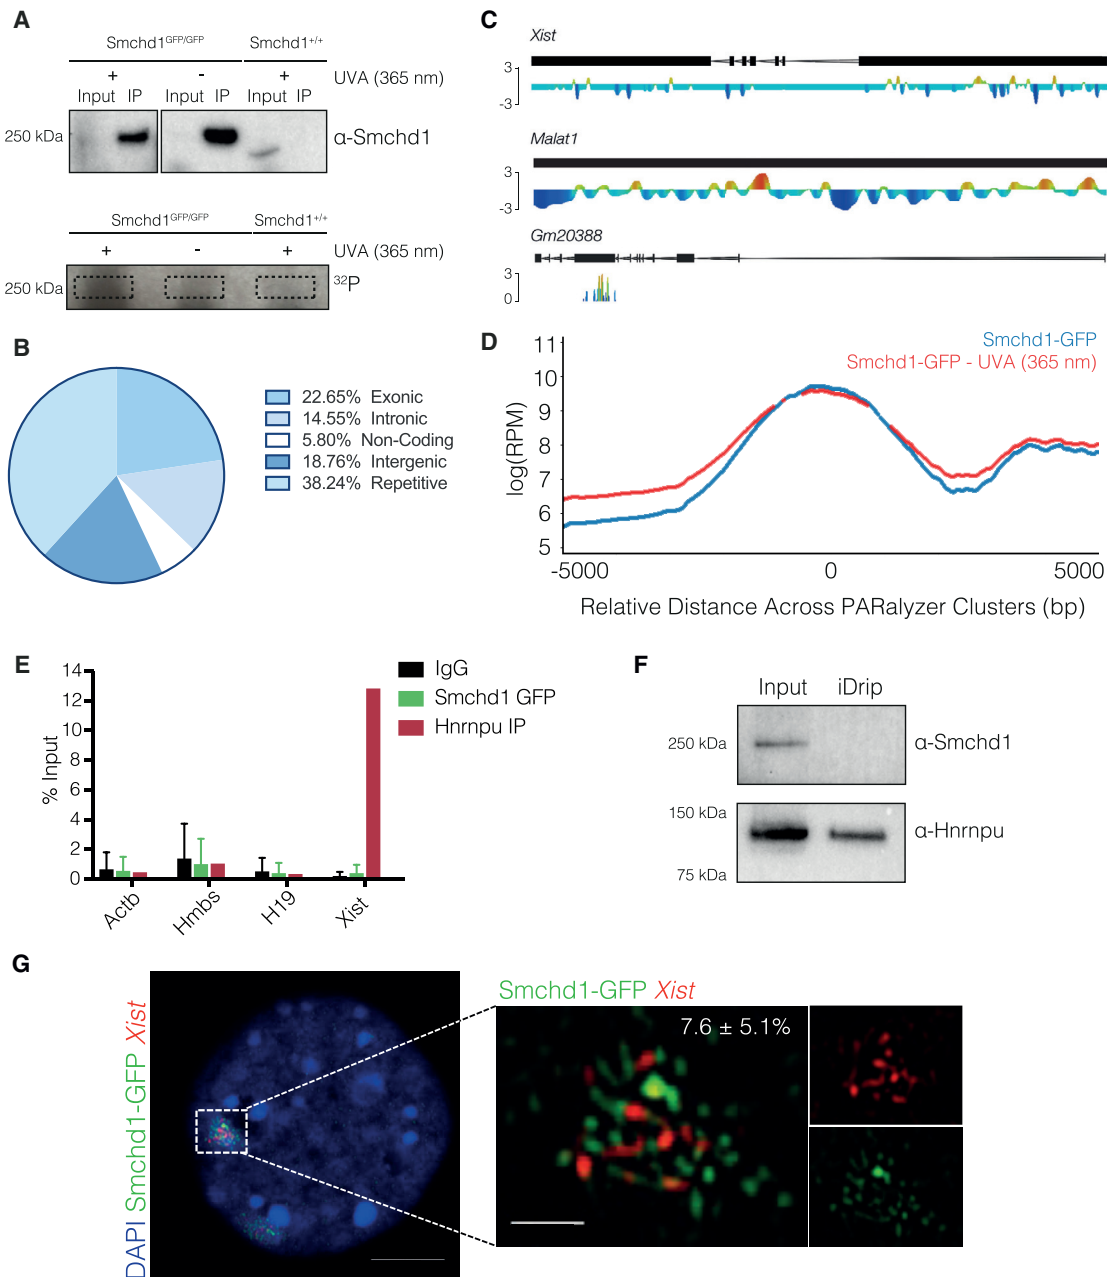 A
Smchd1GFP/GFP Smchd1+/+
+ - + UVA (365 nm)
Input IP Input IP Input IP
250 kDa α-Smchd1
Smchd1GFP/GFP Smchd1+/+
+ - + UVA (365 nm)
250 kDa 32P
B
22.65% Exonic
14.55% Intronic
5.80% Non-Coding
18.76% Intergenic
38.24% Repetitive
C
Xist
3
-3
Malat1
3
-3
Gm20388
3
0
D
Smchd1-GFP
Smchd1-GFP - UVA (365 nm)
log(RPM)
11
10
9
8
7
6
5
-5000 0 5000
Relative Distance Across PARalyzer Clusters (bp)
E
% Input
14
12
10
8
6
4
2
0
IgG
Smchd1 GFP
Hnrnpu IP
Actb Hmbs H19 Xist
F
Input iDrip
250 kDa α-Smchd1
150 kDa
α-Hnrnpu
75 kDa
G
DAPI Smchd1-GFP Xist
Smchd1-GFP Xist
7.6 ± 5.1%